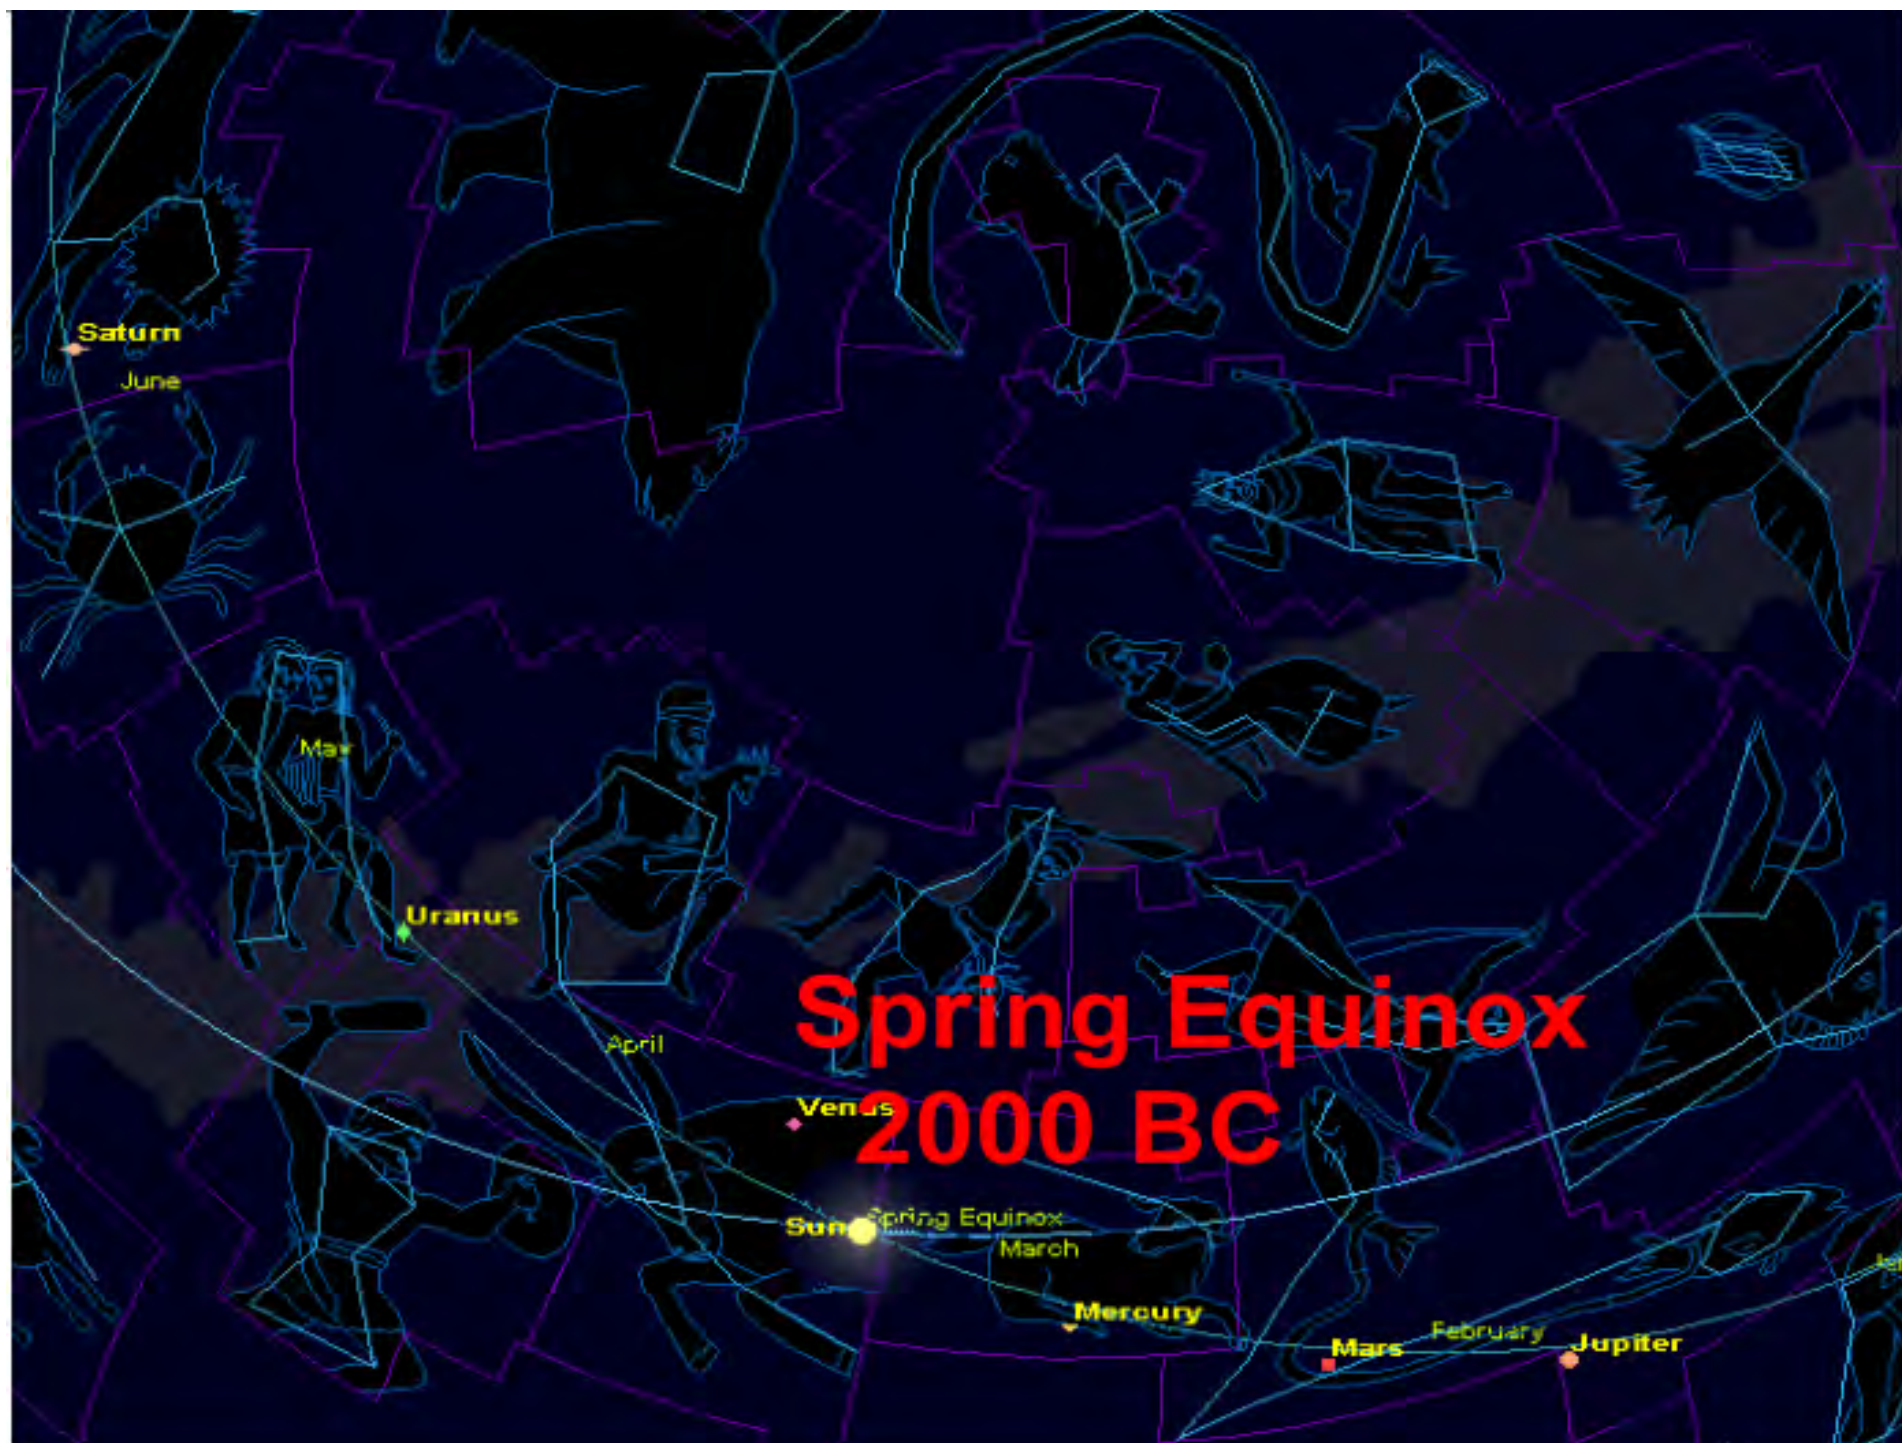 Saturn
June
May
Uranus
Spring Equinox
2000 BC
April
Venus
Sun
Spring Equinox
March
Mercury
Mars
February
Jupiter